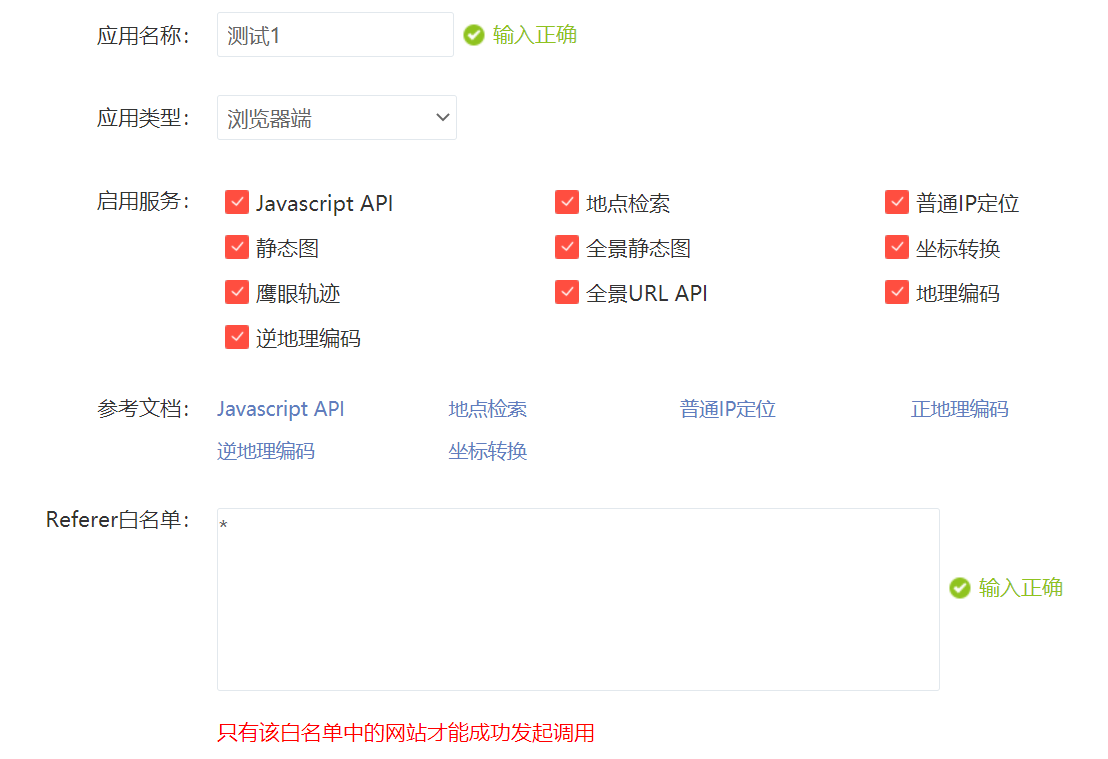 应用名称： 测试1 输入正确
应用类型： 浏览器端
启用服务： Javascript API 地点检索 普通IP定位
静态图 全景静态图 坐标转换
鹰眼轨迹 全景URL API 地理编码
逆地理编码
参考文档： Javascript API 地点检索 普通IP定位 正地理编码
逆地理编码 坐标转换
Referer白名单： *
输入正确
只有该白名单中的网站才能成功发起调用